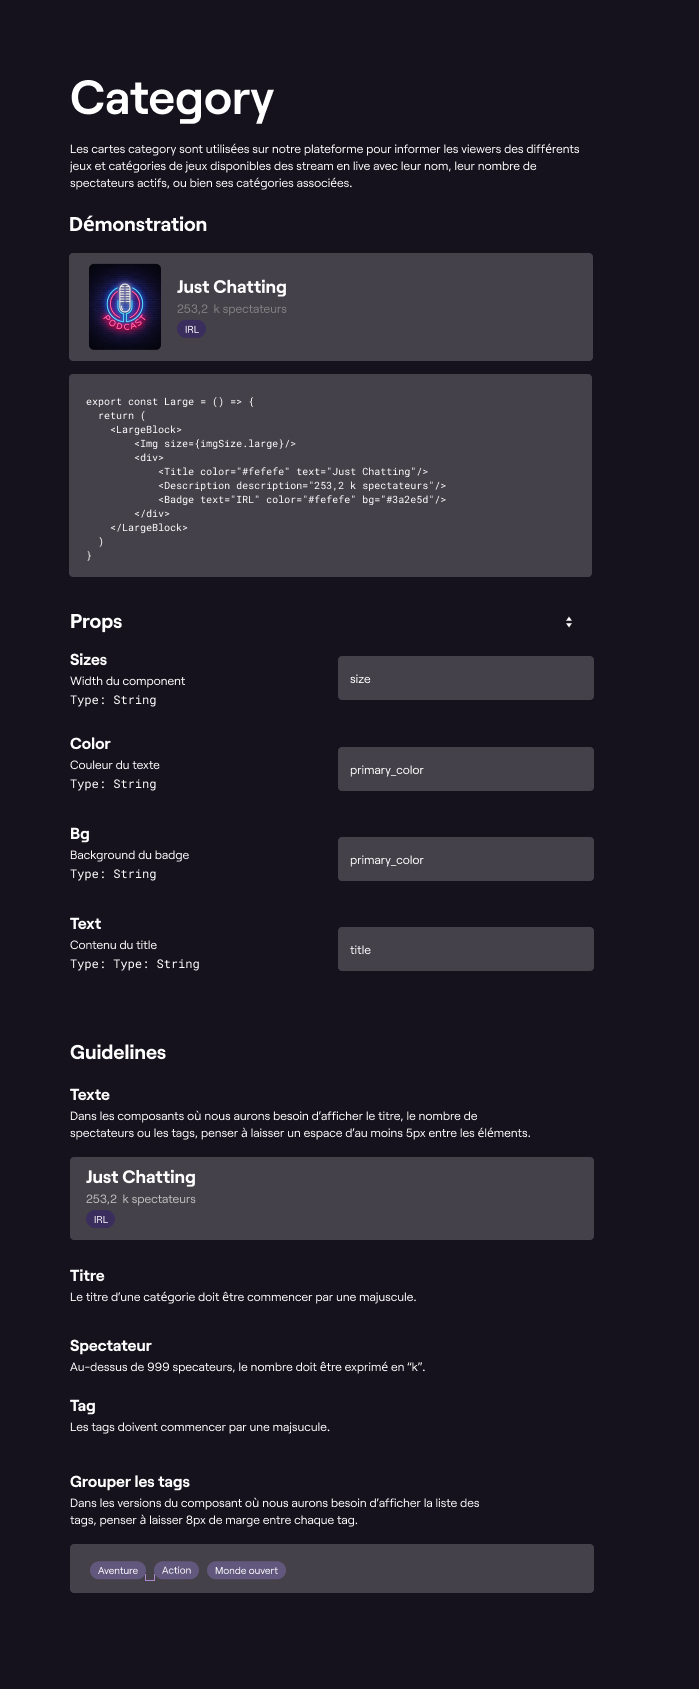 Category
Les cartes category sont utilisées sur notre plateforme pour informer les viewers des différents
jeux et catégories de jeux disponibles des stream en live avec leur nom, leur nombre de
spectateurs actifs, ou bien ses catégories associées.
Démonstration
PODCAST
Just Chatting
253,2  k spectateurs
IRL
export const Large = () => {
  return (
    <LargeBlock>
        <Img size={imgSize.large}/>
        <div>
            <Title color="#fefefe" text="Just Chatting"/>
            <Description description="253,2 k spectateurs"/>
            <Badge text="IRL" color="#fefefe" bg="#3a2e5d"/>
        </div>
    </LargeBlock>
  )
}
Props
Sizes
Width du component
Type: String
size
Color
Couleur du texte
Type: String
primary_color
Bg
Background du badge
Type: String
primary_color
Text
Contenu du title
Type: Type: String
title
Guidelines
Texte
Dans les composants où nous aurons besoin d’afficher le titre, le nombre de
spectateurs ou les tags, penser à laisser un espace d’au moins 5px entre les éléments.
Just Chatting
253,2  k spectateurs
IRL
Titre
Le titre d’une catégorie doit être commencer par une majuscule.
Spectateur
Au-dessus de 999 specateurs, le nombre doit être exprimé en “k”.
Tag
Les tags doivent commencer par une majsucule.
Grouper les tags
Dans les versions du composant où nous aurons besoin d’afficher la liste des
tags, penser à laisser 8px de marge entre chaque tag.
Aventure Action Monde ouvert